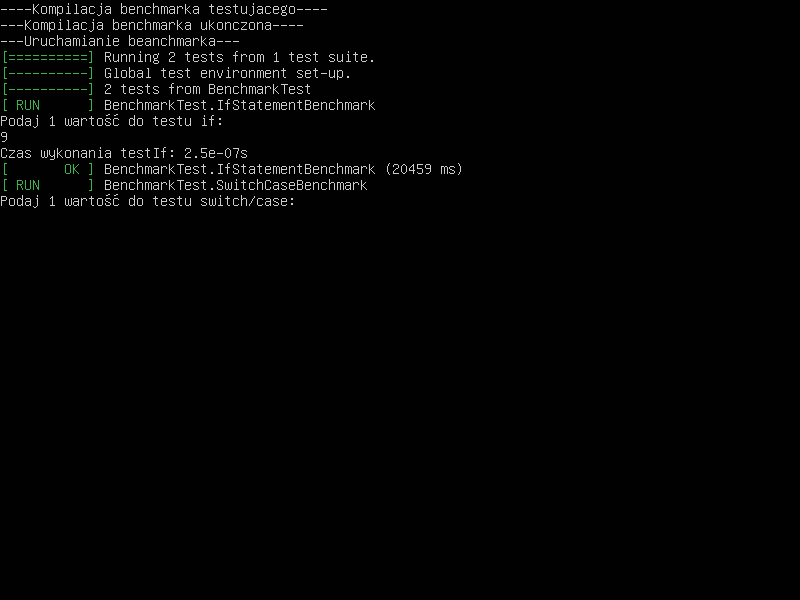 ----Kompilacja benchmarka testujacego----
---Kompilacja benchmarka ukonczona----
---Uruchamianie beanchmarka---
[==========] Running 2 tests from 1 test suite.
[----------] Global test environment set-up.
[----------] 2 tests from BenchmarkTest
[ RUN      ] BenchmarkTest.IfStatementBenchmark
Podaj 1 wartość do testu if:
9
Czas wykonania testIf: 2.5e-07s
[       OK ] BenchmarkTest.IfStatementBenchmark (20459 ms)
[ RUN      ] BenchmarkTest.SwitchCaseBenchmark
Podaj 1 wartość do testu switch/case: